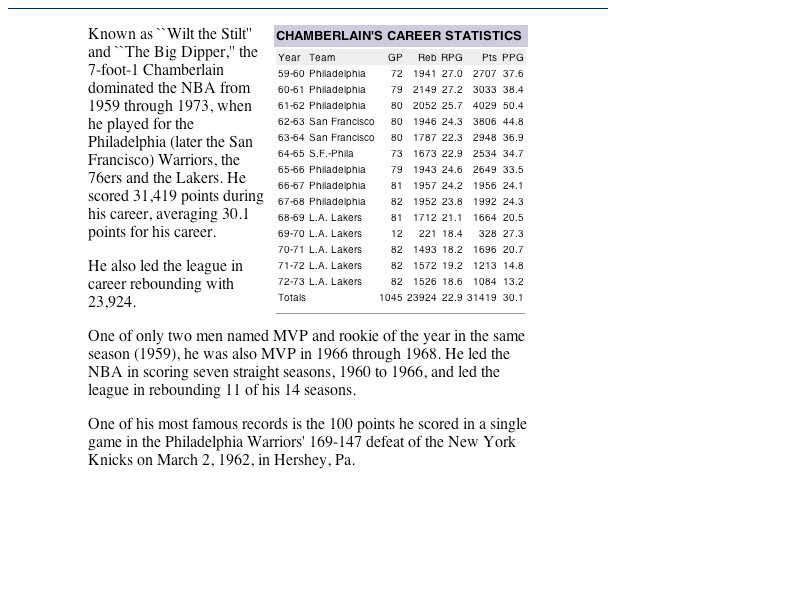 Known as ``Wilt the Stilt''
and ``The Big Dipper,'' the
7-foot-1 Chamberlain
dominated the NBA from
1959 through 1973, when
he played for the
Philadelphia (later the San
Francisco) Warriors, the
76ers and the Lakers. He
scored 31,419 points during
his career, averaging 30.1
points for his career.
He also led the league in
career rebounding with
23,924.
CHAMBERLAIN'S CAREER STATISTICS
Year Team GP Reb RPG Pts PPG
59-60 Philadelphia 72 1941 27.0 2707 37.6
60-61 Philadelphia 79 2149 27.2 3033 38.4
61-62 Philadelphia 80 2052 25.7 4029 50.4
62-63 San Francisco 80 1946 24.3 3806 44.8
63-64 San Francisco 80 1787 22.3 2948 36.9
64-65 S.F.-Phila 73 1673 22.9 2534 34.7
65-66 Philadelphia 79 1943 24.6 2649 33.5
66-67 Philadelphia 81 1957 24.2 1956 24.1
67-68 Philadelphia 82 1952 23.8 1992 24.3
68-69 L.A. Lakers 81 1712 21.1 1664 20.5
69-70 L.A. Lakers 12 221 18.4 328 27.3
70-71 L.A. Lakers 82 1493 18.2 1696 20.7
71-72 L.A. Lakers 82 1572 19.2 1213 14.8
72-73 L.A. Lakers 82 1526 18.6 1084 13.2
Totals 1045 23924 22.9 31419 30.1
One of only two men named MVP and rookie of the year in the same
season (1959), he was also MVP in 1966 through 1968. He led the
NBA in scoring seven straight seasons, 1960 to 1966, and led the
league in rebounding 11 of his 14 seasons.
One of his most famous records is the 100 points he scored in a single
game in the Philadelphia Warriors' 169-147 defeat of the New York
Knicks on March 2, 1962, in Hershey, Pa.